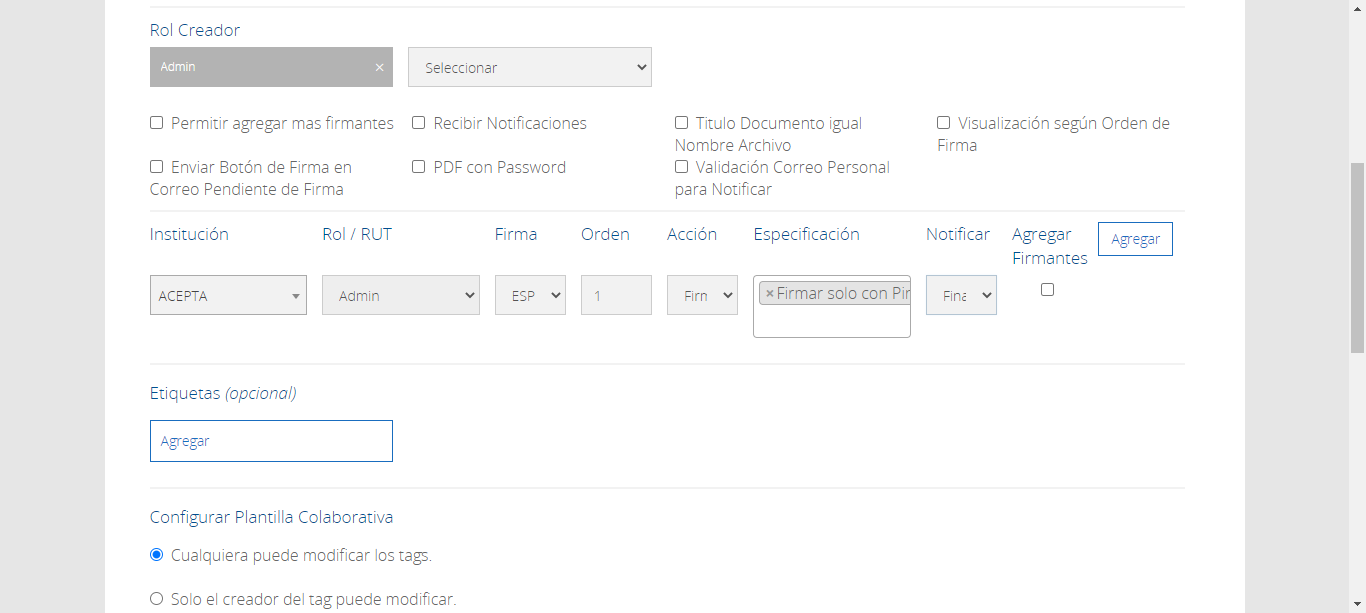 Rol Creador
Admin × Seleccionar
Permitir agregar mas firmantes Recibir Notificaciones Titulo Documento igual Visualización según Orden de
Nombre Archivo Firma
Enviar Botón de Firma en PDF con Password Validación Correo Personal
Correo Pendiente de Firma para Notificar
Institución Rol / RUT Firma Orden Acción Especificación Notificar Agregar Agregar
Firmantes
ACEPTA Admin ESP 1 Firm × Firmar solo con Pin Fina
Etiquetas (opcional)
Agregar
Configurar Plantilla Colaborativa
Cualquiera puede modificar los tags.
Solo el creador del tag puede modificar.